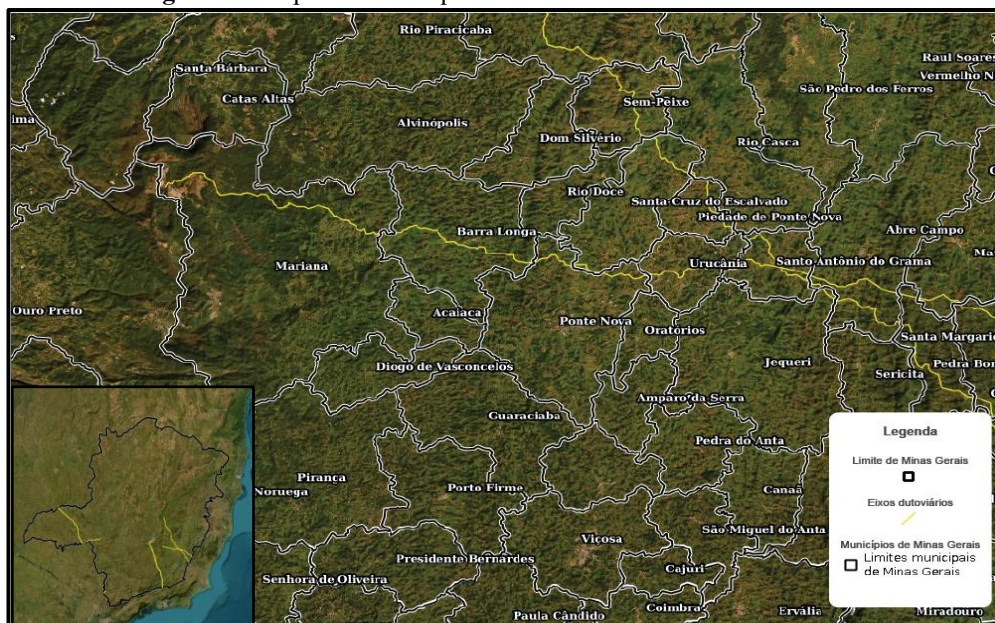 Rio Piracicaba
Raul Soares
Santa Bárbara
Vermelho N
São Pedro dos Ferros
Catas Altas
Sem-Peixe
ima
Alvinópolis
Dom Silvério
Rio Casca
Rio Doce
Santa Cruz do Escalvado
Piedade de Ponte Nova
Barra Longa
Abre Campo
Mariana
Urucânia
Santo Antônio do Grama
Ouro Preto
Acaiaca
Ponte Nova
Oratórios
Santa Margari
Diogo de Vasconcelos
Jequeri
Pedra Bon
Sericita
Amparo da Serra
Guaraciaba
Pedra do Anta
Piranga
Noruega
Porto Firme
Canaã
São Miguel do Anta
Viçosa
Presidente Bernardes
Cajuri
Senhora de Oliveira
Coimbra
Paula Cândido
Ervália
Miradouro
Legenda
Limite de Minas Gerais
Eixos dutoviários
Municípios de Minas Gerais
Limites municipais
de Minas Gerais